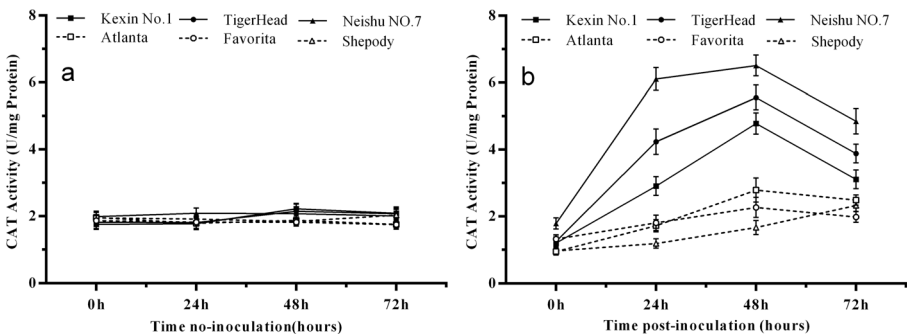 Kexin No.1 TigerHead Neishu NO.7
Atlanta Favorita Shepody
a
CAT Activity (U/mg Protein)
8
6
4
2
0
0h 24h 48h 72h
Time no-inoculation(hours)
Kexin No.1 TigerHead Neishu NO.7
Atlanta Favorita Shepody
b
CAT Activity (U/mg Protein)
8
6
4
2
0
0h 24h 48h 72h
Time post-inoculation (hours)